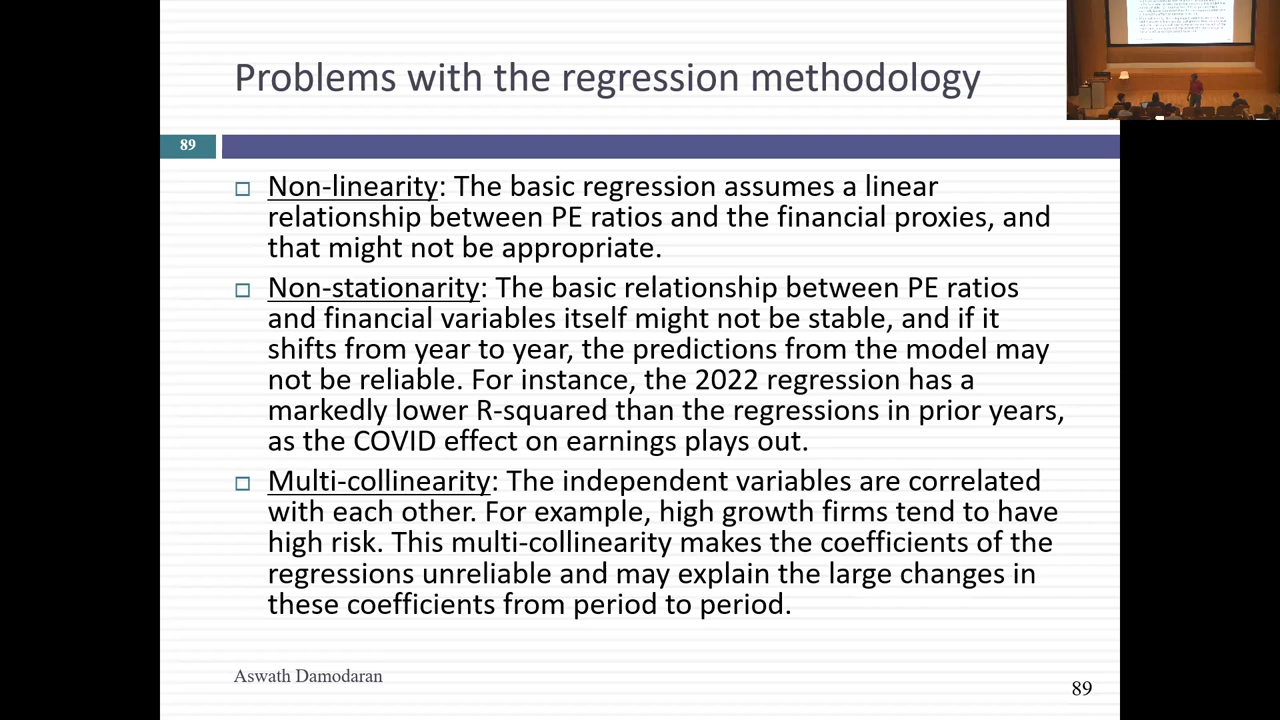 Problems with the regression methodology
89
Non-linearity: The basic regression assumes a linear
relationship between PE ratios and the financial proxies, and
that might not be appropriate.
Non-stationarity: The basic relationship between PE ratios
and financial variables itself might not be stable, and if it
shifts from year to year, the predictions from the model may
not be reliable. For instance, the 2022 regression has a
markedly lower R-squared than the regressions in prior years,
as the COVID effect on earnings plays out.
Multi-collinearity: The independent variables are correlated
with each other. For example, high growth firms tend to have
high risk. This multi-collinearity makes the coefficients of the
regressions unreliable and may explain the large changes in
these coefficients from period to period.
Aswath Damodaran
89